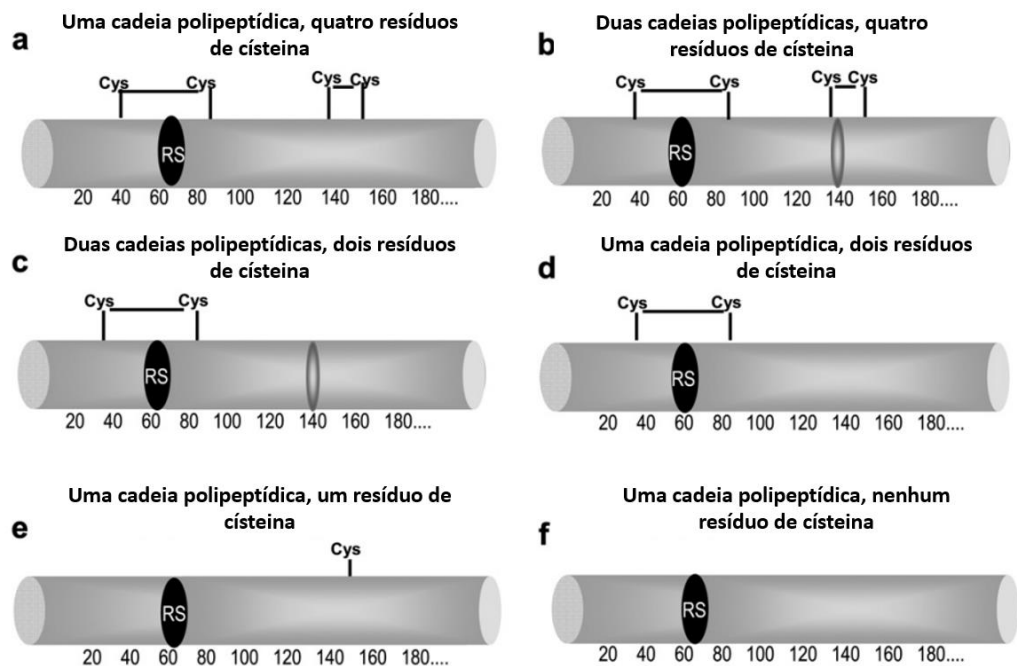 a
Uma cadeia polipeptídica, quatro resíduos
de císteina
Cys Cys Cys Cys
RS
20 40 60 80 100 120 140 160 180....
b
Duas cadeias polipeptídicas, quatro
resíduos de císteina
Cys Cys Cys Cys
RS
20 40 60 80 100 120 140 160 180....
c
Duas cadeias polipeptídicas, dois resíduos
de císteina
Cys Cys
RS
20 40 60 80 100 120 140 160 180....
d
Uma cadeia polipeptídica, dois resíduos
de císteina
Cys Cys
RS
20 40 60 80 100 120 140 160 180....
e
Uma cadeia polipeptídica, um resíduo de
císteina
Cys
RS
20 40 60 80 100 120 140 160 180....
f
Uma cadeia polipeptídica, nenhum
resíduo de císteina
RS
20 40 60 80 100 120 140 160 180....